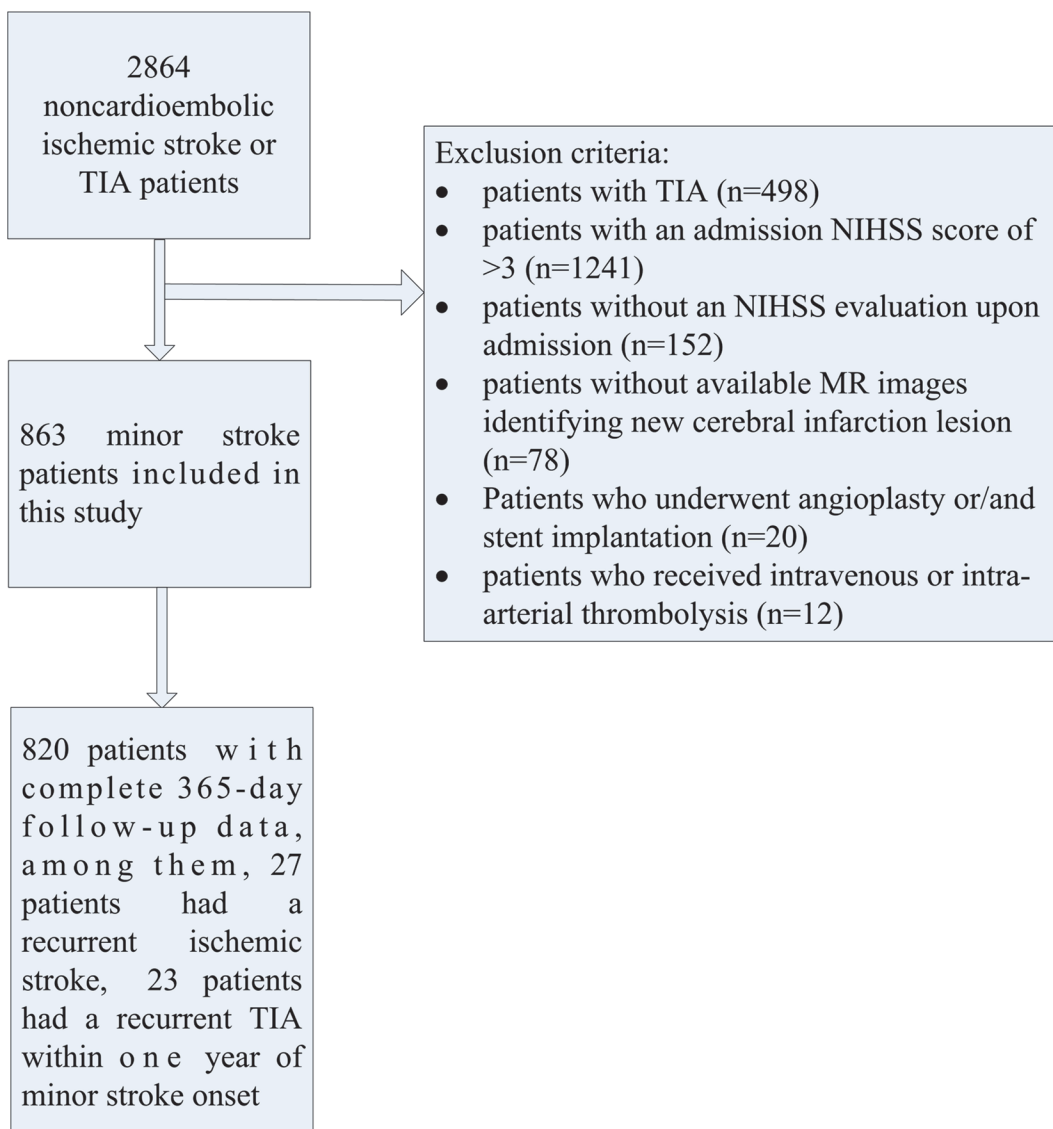 2864
noncardioembolic
ischemic stroke or
TIA patients
Exclusion criteria:
• patients with TIA (n=498)
• patients with an admission NIHSS score of
>3 (n=1241)
• patients without an NIHSS evaluation upon
admission (n=152)
• patients without available MR images
identifying new cerebral infarction lesion
(n=78)
• Patients who underwent angioplasty or/and
stent implantation (n=20)
• patients who received intravenous or intra-
arterial thrombolysis (n=12)
863 minor stroke
patients included in
this study
820 patients with
complete 365-day
follow-up data,
among them, 27
patients had a
recurrent ischemic
stroke, 23 patients
had a recurrent TIA
within one year of
minor stroke onset